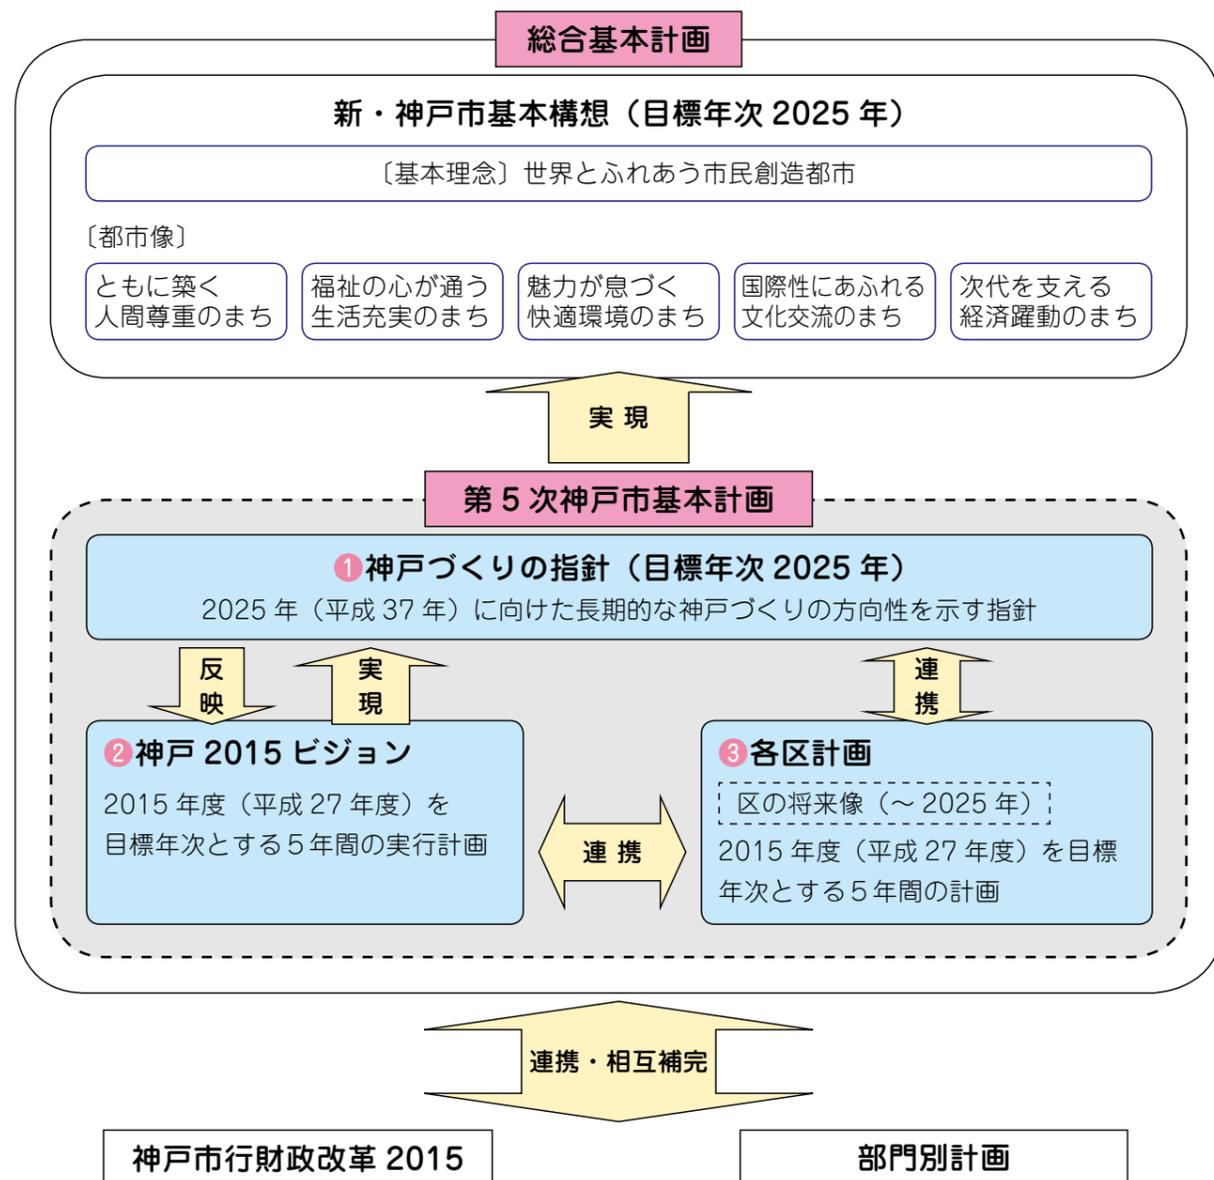 総合基本計画
新・神戸市基本構想（目標年次 2025 年）
〔基本理念〕世界とふれあう市民創造都市
〔都市像〕
ともに築く
人間尊重のまち
福祉の心が通う
生活充実のまち
魅力が息づく
快適環境のまち
国際性にあふれる
文化交流のまち
次代を支える
経済躍動のまち
実 現
第 5 次神戸市基本計画
❶神戸づくりの指針（目標年次 2025 年）
2025 年（平成 37 年）に向けた長期的な神戸づくりの方向性を示す指針
反
映
実
現
連
携
❷神戸 2015 ビジョン
2015 年度（平成 27 年度）を
目標年次とする５年間の実行計画
連 携
❸各区計画
区の将来像（～ 2025 年）
2015 年度（平成 27 年度）を目標
年次とする５年間の計画
連携・相互補完
神戸市行財政改革 2015
部門別計画